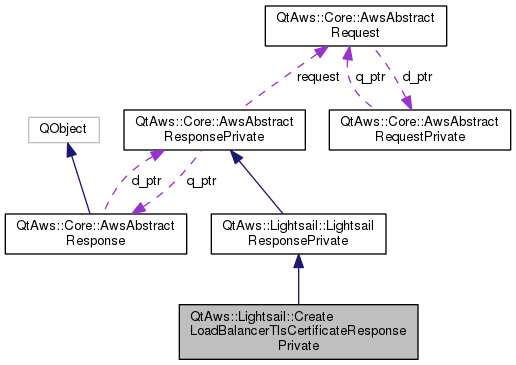 QtAws::Core::AwsAbstract
Request
request
q_ptr
d_ptr
QObject
QtAws::Core::AwsAbstract
ResponsePrivate
QtAws::Core::AwsAbstract
RequestPrivate
d_ptr
q_ptr
QtAws::Core::AwsAbstract
Response
QtAws::Lightsail::Lightsail
ResponsePrivate
QtAws::Lightsail::Create
LoadBalancerTlsCertificateResponse
Private